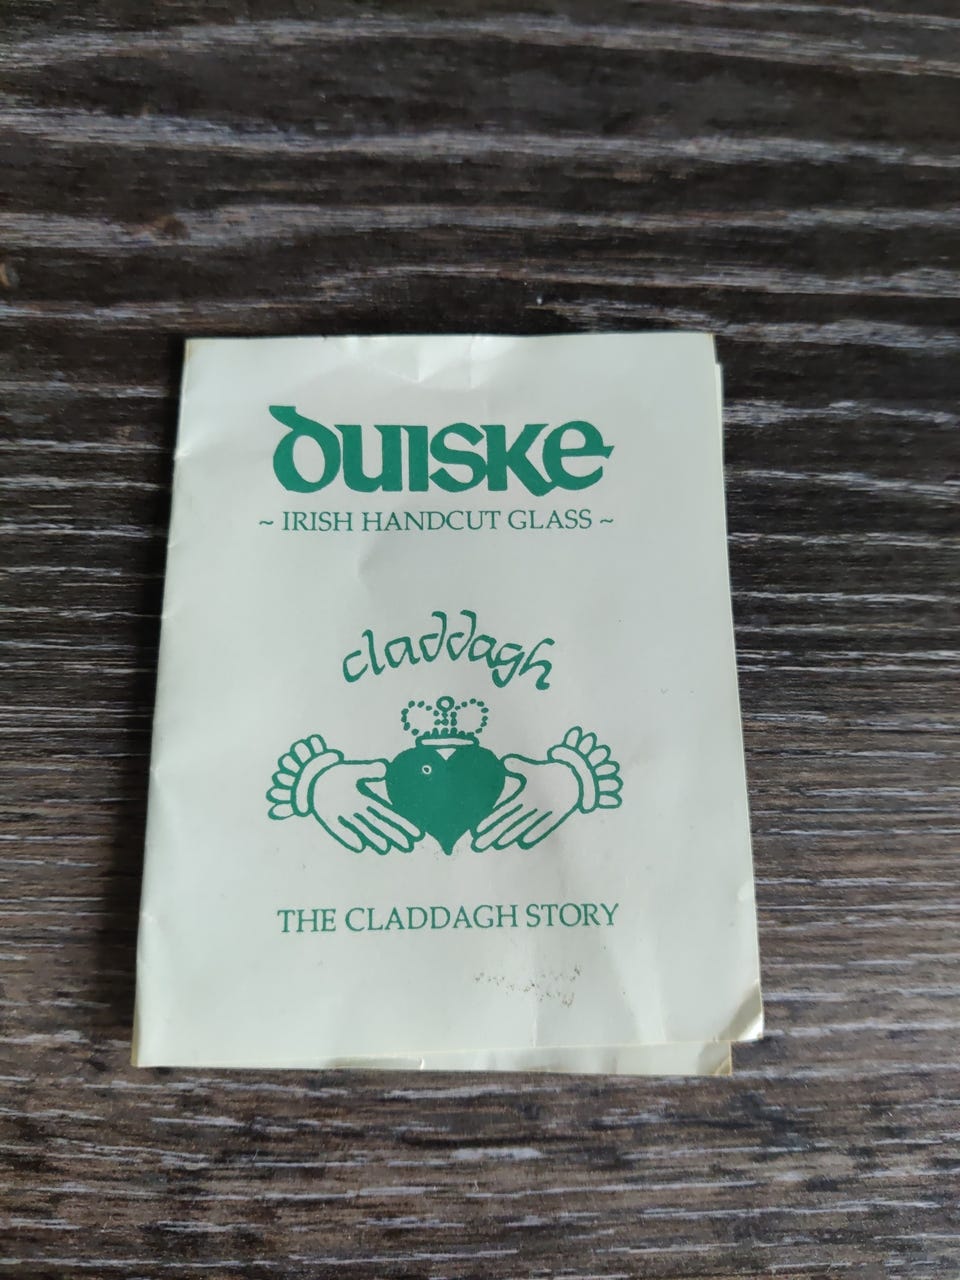 Duiske
~ IRISH HANDCUT GLASS ~
claddagh
THE CLADDAGH STORY